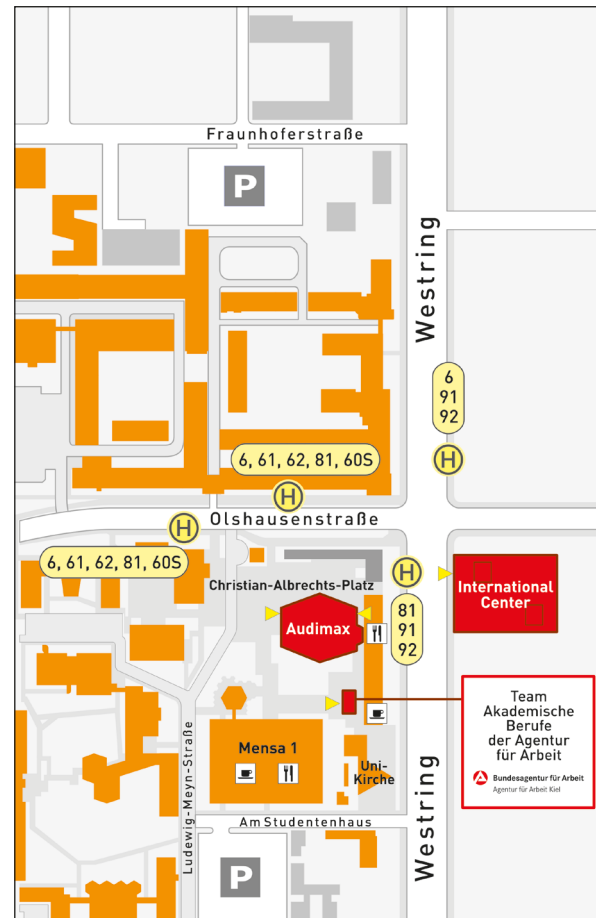 Fraunhoferstraße
P
Westring
6
91
92
6, 61, 62, 81, 60S
H
H
Olshausenstraße
H
6, 61, 62, 81, 60S
Christian-Albrechts-Platz
H
International
Center
Audimax
81
91
92
Team
Akademische
Berufe
der Agentur
für Arbeit
Bundesagentur für Arbeit
Agentur für Arbeit Kiel
Mensa 1
Uni-
Kirche
Ludewig-Meyn-Straße
Am Studentenhaus
Westring
P